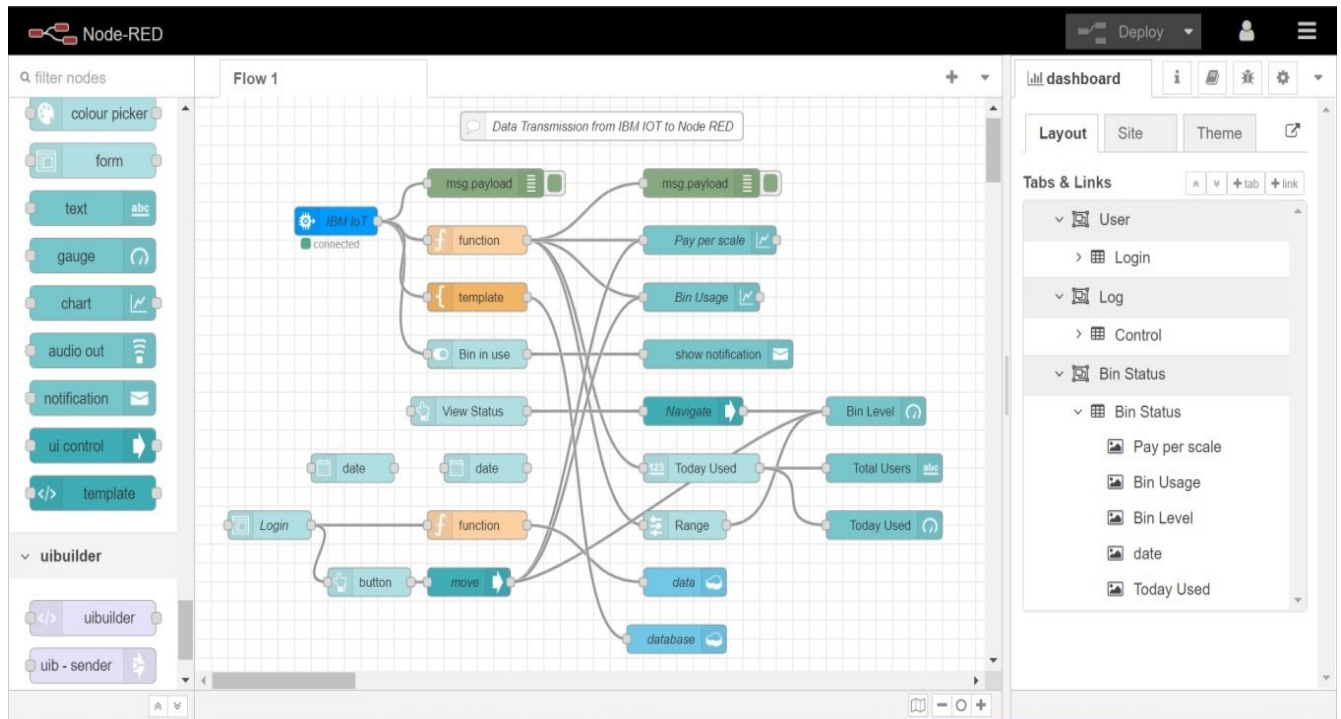 Node-RED
Deploy
filter nodes
colour picker
form
text
abc
gauge
chart
audio out
notification
ui control
</> template
uibuilder
</> uibuilder
uib - sender
Flow 1
Data Transmission from IBM IOT to Node RED
msg.payload
msg.payload
IBM IoT
connected
f function
Pay per scale
{ template
Bin Usage
Bin in use
show notification
View Status
Navigate
Bin Level
date
date
123 Today Used
Total Users abc
Login
f function
Range
Today Used
button
move
data
database
dashboard
i
Layout
Site
Theme
Tabs & Links
+ tab
+ link
User
Login
Log
Control
Bin Status
Bin Status
Pay per scale
Bin Usage
Bin Level
date
Today Used